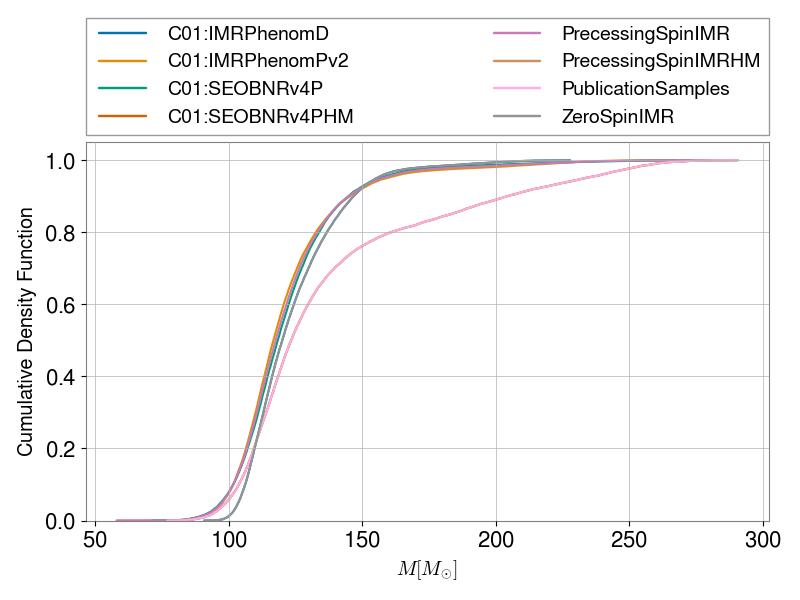 C01:IMRPhenomD
C01:IMRPhenomPv2
C01:SEOBNRv4P
C01:SEOBNRv4PHM
PrecessingSpinIMR
PrecessingSpinIMRHM
PublicationSamples
ZeroSpinIMR
Cumulative Density Function
1.0
0.8
0.6
0.4
0.2
0.0
50 100 150 200 250 300
M[M⊙]